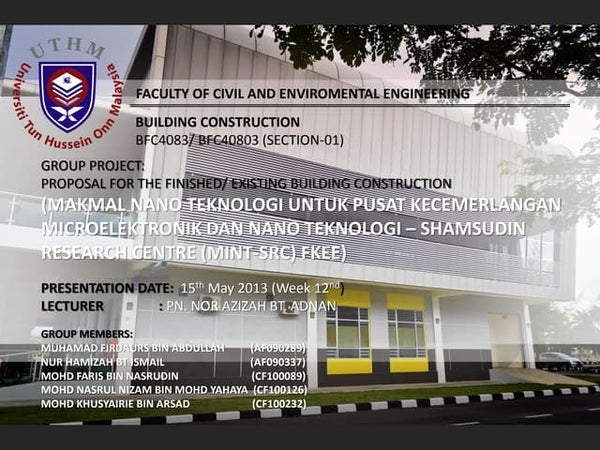 UTHM
Universiti Tun Hussein Onn Malaysia
FACULTY OF CIVIL AND ENVIROMENTAL ENGINEERING
BUILDING CONSTRUCTION
BFC4083/ BFC40803 (SECTION-01)
GROUP PROJECT:
PROPOSAL FOR THE FINISHED/ EXISTING BUILDING CONSTRUCTION
(MAKMAL NANO TEKNOLOGI UNTUK PUSAT KECEMERLANGAN
MICROELEKTRONIK DAN NANO TEKNOLOGI – SHAMSUDIN
RESEARCH CENTRE (MINT-SRC) FKEE)
PRESENTATION DATE: 15th May 2013 (Week 12nd)
LECTURER : PN. NOR AZIZAH BT. ADNAN
GROUP MEMBERS:
MUHAMAD FIRDAURS BIN ABDULLAH (AF090289)
NUR HAMIZAH BT ISMAIL (AF090337)
MOHD FARIS BIN NASRUDIN (CF100089)
MOHD NASRUL NIZAM BIN MOHD YAHAYA (CF100126)
MOHD KHUSYAIRIE BIN ARSAD (CF100232)